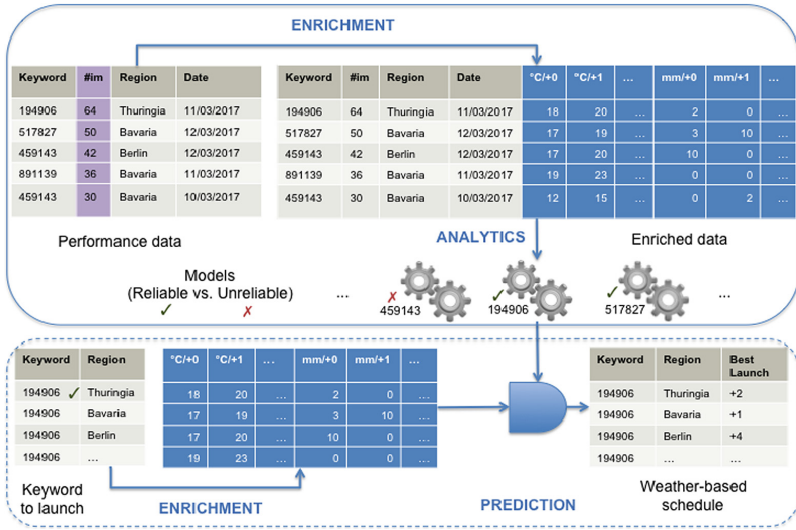 ENRICHMENT
Keyword #im Region Date
194906 64 Thuringia 11/03/2017
517827 50 Bavaria 12/03/2017
459143 42 Berlin 12/03/2017
891139 36 Bavaria 11/03/2017
459143 30 Bavaria 10/03/2017
Performance data
Keyword #im Region Date °C/+0 °C/+1 ... mm/+0 mm/+1 ...
194906 64 Thuringia 11/03/2017 18 20 ... 2 0 ...
517827 50 Bavaria 12/03/2017 17 19 ... 3 10 ...
459143 42 Berlin 12/03/2017 17 20 ... 10 0 ...
891139 36 Bavaria 11/03/2017 19 23 ... 0 0 ...
459143 30 Bavaria 10/03/2017 12 15 ... 0 2 ...
ANALYTICS
Enriched data
Models
(Reliable vs. Unreliable)
✓ ✗
... ✗ 459143 ✓ 194906 ✓ 517827 ...
Keyword Region
194906 ✓ Thuringia
194906 Bavaria
194906 Berlin
194906 ...
Keyword
to launch
°C/+0 °C/+1 ... mm/+0 mm/+1 ...
18 20 ... 2 0 ...
17 19 ... 3 10 ...
17 20 ... 10 0 ...
19 23 ... 0 0 ...
ENRICHMENT
PREDICTION
Keyword Region Best
Launch
194906 Thuringia +2
194906 Bavaria +1
194906 Berlin +4
194906 ... ...
Weather-based
schedule